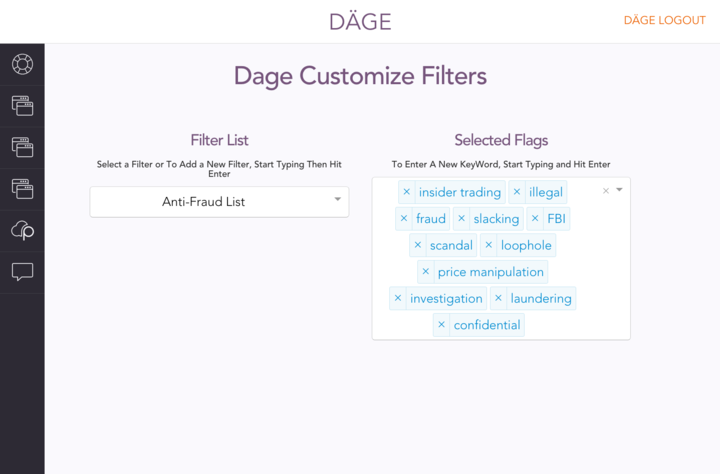 DÄGE
DÄGE LOGOUT
Dage Customize Filters
Filter List
Select a Filter or To Add a New Filter, Start Typing Then Hit
Enter
Anti-Fraud List
Selected Flags
To Enter A New KeyWord, Start Typing and Hit Enter
× insider trading × illegal ×
× fraud × slacking × FBI
× scandal × loophole
× price manipulation
× investigation × laundering
× confidential